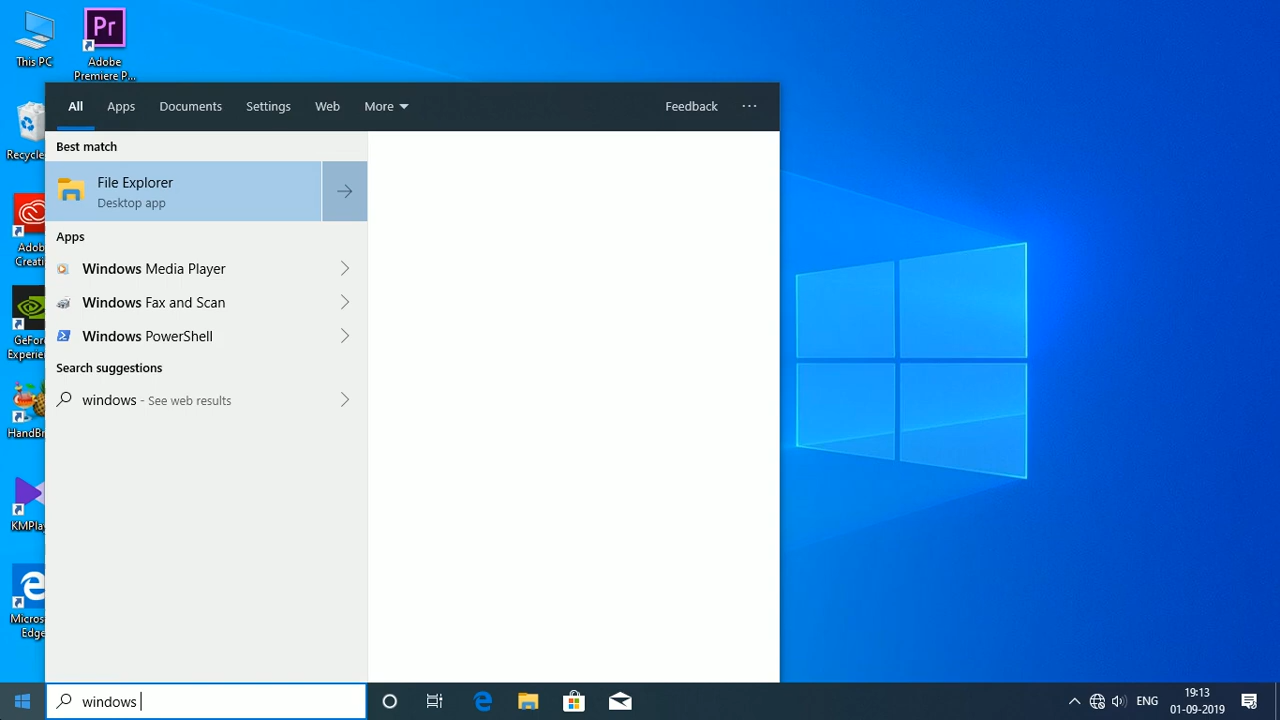 This PC
Pr
Adobe
Premiere P...
All Apps Documents Settings Web More Feedback ...
Best match
File Explorer
Desktop app
Apps
Windows Media Player
Windows Fax and Scan
Windows PowerShell
Search suggestions
windows - See web results
Recycle
Adob
Creati
GeFor
Experien
HandBr
KMPlay
Micros
Edge
windows
ENG
19:13
01-09-2019